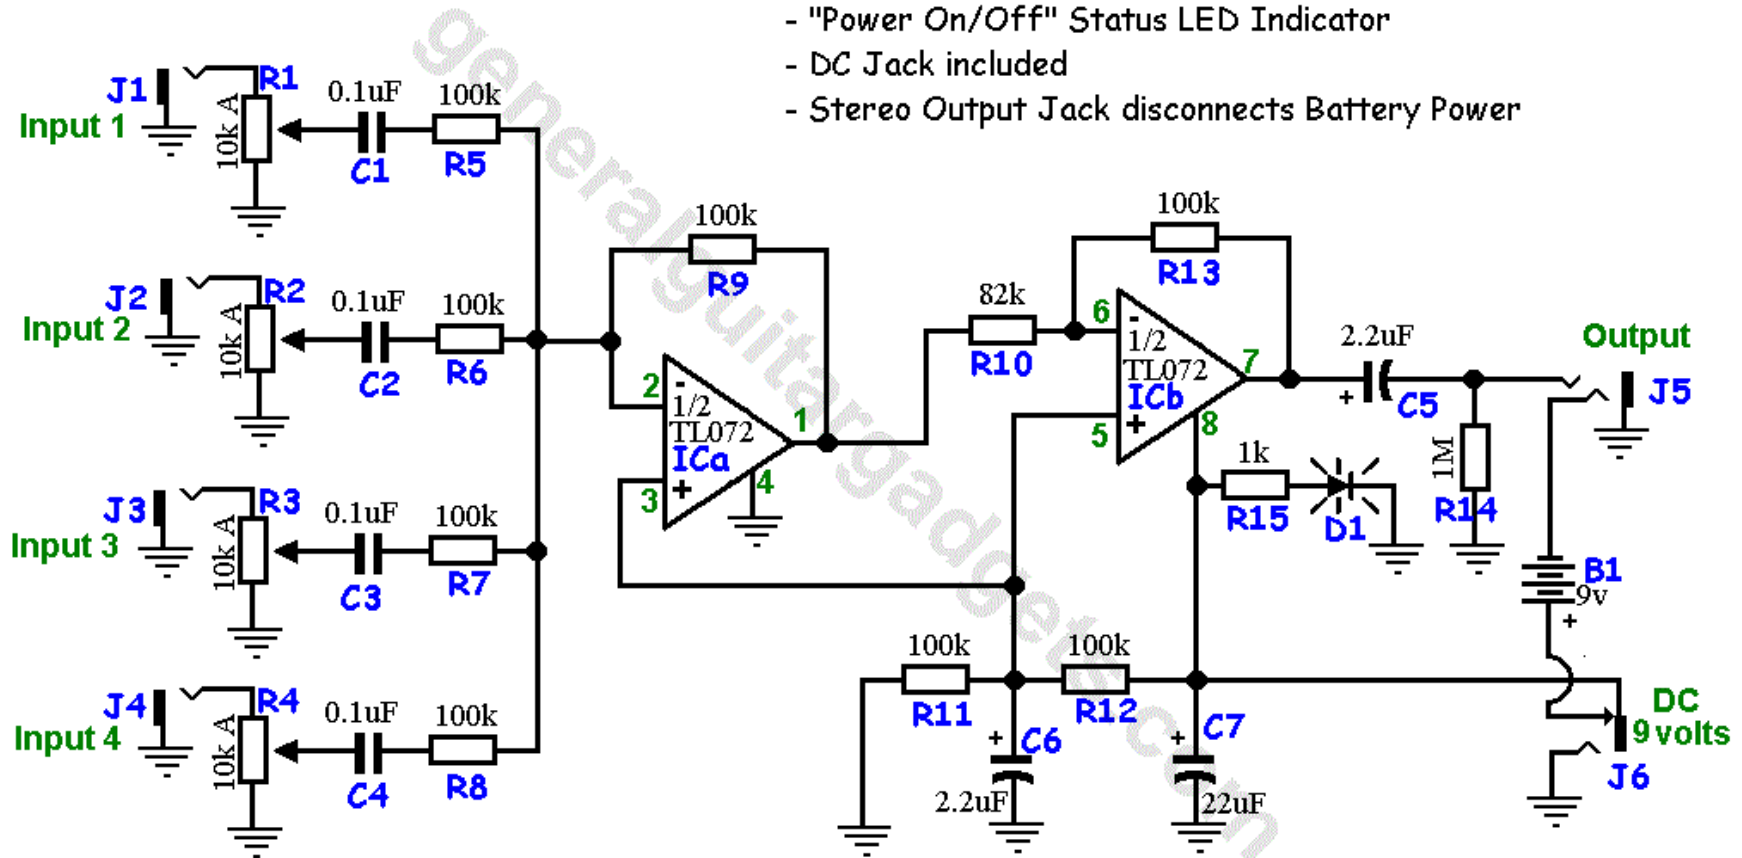 - "Power On/Off" Status LED Indicator
- DC Jack included
- Stereo Output Jack disconnects Battery Power
generalguitargadgets.com
J1
Input 1
R1
10k A
0.1uF
C1
100k
R5
J2
Input 2
R2
10k A
0.1uF
C2
100k
R6
J3
Input 3
R3
10k A
0.1uF
C3
100k
R7
J4
Input 4
R4
10k A
0.1uF
C4
100k
R8
100k
R9
2
-
1/2
TL072
ICa
+
3
1
4
82k
R10
100k
R13
6
-
1/2
TL072
ICb
+
5
7
8
2.2uF
+
C5
Output
J5
1M
R14
1k
R15
D1
B1
9v
+
100k
R11
100k
R12
+
C6
2.2uF
+
C7
22uF
DC
9 volts
J6